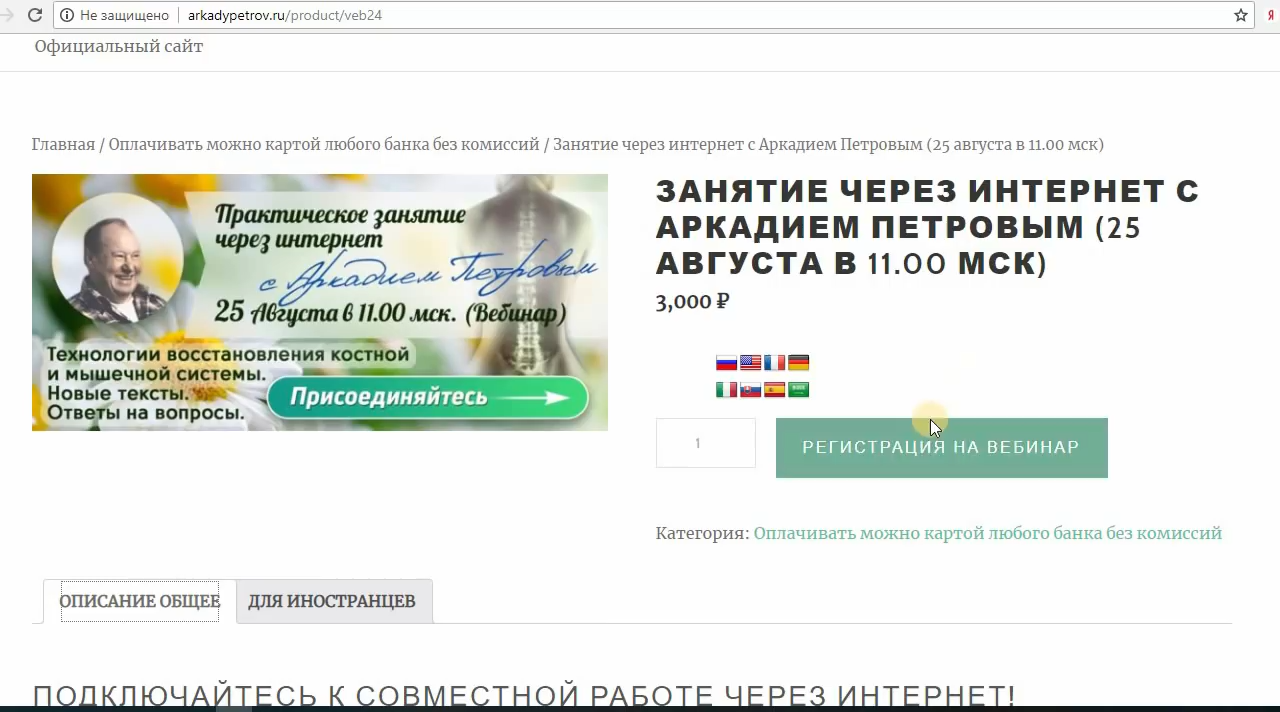 Не защищено
arkadypetrov.ru/product/veb24
Я
Официальный сайт
Главная / Оплачивать можно картой любого банка без комиссий / Занятие через интернет с Аркадием Петровым (25 августа в 11.00 мск)
Практическое занятие
через интернет
с Аркадием Петровым
25 Августа в 11.00 мск. (Вебинар)
Технологии восстановления костной
и мышечной системы.
Новые тексты.
Ответы на вопросы.
Присоединяйтесь
ЗАНЯТИЕ ЧЕРЕЗ ИНТЕРНЕТ С
АРКАДИЕМ ПЕТРОВЫМ (25
АВГУСТА В 11.00 МСК)
3,000 ₽
1
РЕГИСТРАЦИЯ НА ВЕБИНАР
Категория: Оплачивать можно картой любого банка без комиссий
ОПИСАНИЕ ОБЩЕЕ
ДЛЯ ИНОСТРАНЦЕВ
ПОДКЛЮЧАЙТЕСЬ К СОВМЕСТНОЙ РАБОТЕ ЧЕРЕЗ ИНТЕРНЕТ!